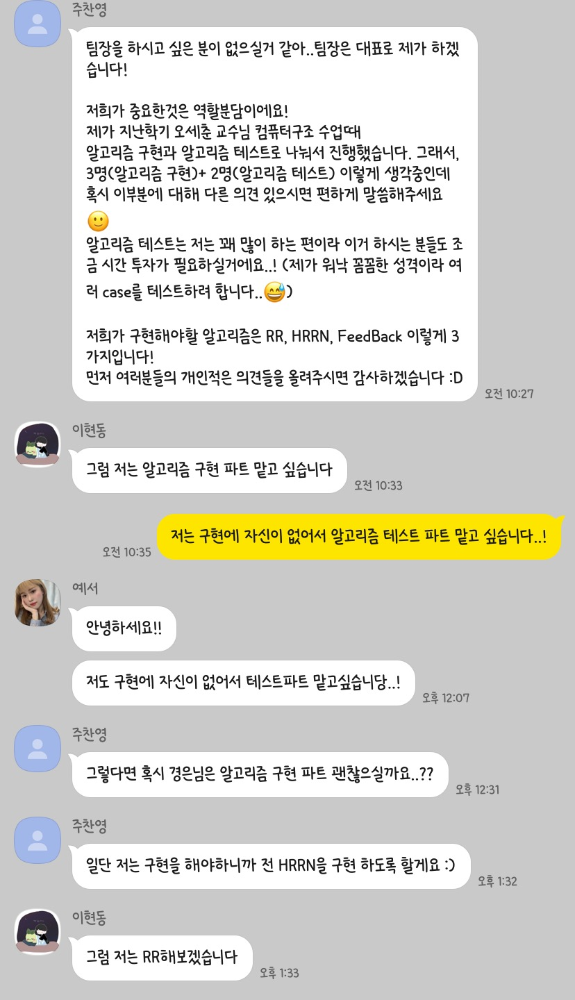 주찬영
팀장을 하시고 싶은 분이 없으실거 같아..팀장은 대표로 제가 하겠
습니다!
저희가 중요한것은 역할분담이에요!
제가 지난학기 오세춘 교수님 컴퓨터구조 수업때
알고리즘 구현과 알고리즘 테스트로 나눠서 진행했습니다. 그래서,
3명(알고리즘 구현)+ 2명(알고리즘 테스트) 이렇게 생각중인데
혹시 이부분에 대해 다른 의견 있으시면 편하게 말씀해주세요
🙂
알고리즘 테스트는 저는 꽤 많이 하는 편이라 이거 하시는 분들도 조
금 시간 투자가 필요하실거에요..! (제가 워낙 꼼꼼한 성격이라 여
러 case를 테스트하려 합니다..😅)
저희가 구현해야할 알고리즘은 RR, HRRN, FeedBack 이렇게 3
가지입니다!
먼저 여러분들의 개인적은 의견들을 올려주시면 감사하겠습니다 :D
오전 10:27
이현동
그럼 저는 알고리즘 구현 파트 맡고 싶습니다
오전 10:33
저는 구현에 자신이 없어서 알고리즘 테스트 파트 맡고 싶습니다..!
오전 10:35
예서
안녕하세요!!
저도 구현에 자신이 없어서 테스트파트 맡고싶습니당..!
오후 12:07
주찬영
그렇다면 혹시 경은님은 알고리즘 구현 파트 괜찮으실까요..??
오후 12:31
주찬영
일단 저는 구현을 해야하니까 전 HRRN을 구현 하도록 할게요 :)
오후 1:32
이현동
그럼 저는 RR해보겠습니다
오후 1:33